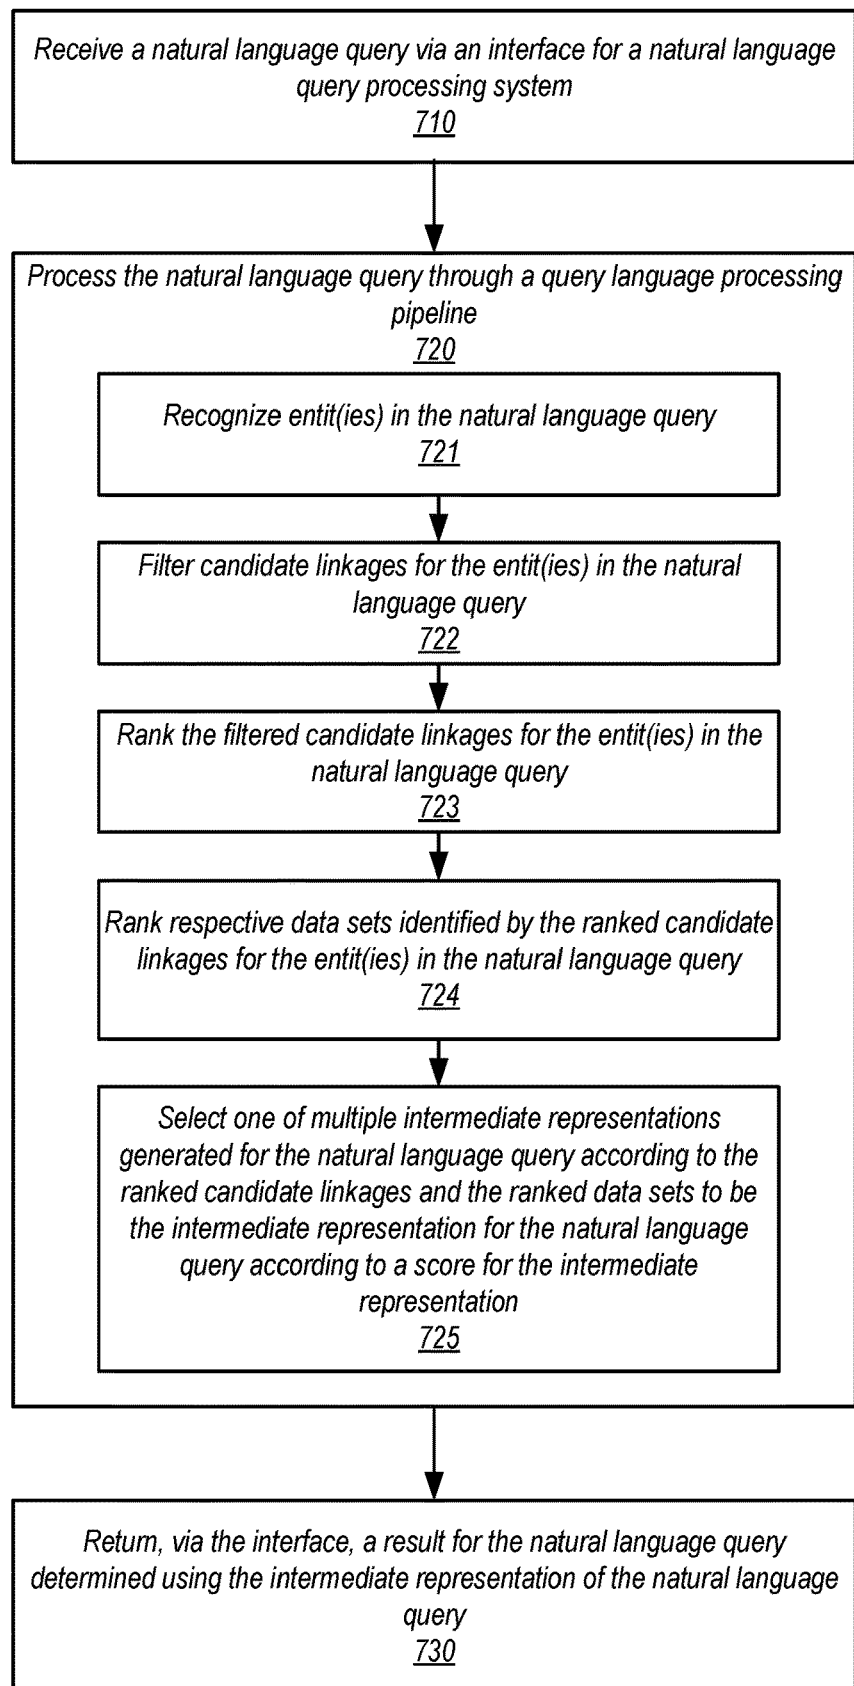 Receive a natural language query via an interface for a natural language
query processing system
710
Process the natural language query through a query language processing
pipeline
720
Recognize entit(ies) in the natural language query
721
Filter candidate linkages for the entit(ies) in the natural
language query
722
Rank the filtered candidate linkages for the entit(ies) in the
natural language query
723
Rank respective data sets identified by the ranked candidate
linkages for the entit(ies) in the natural language query
724
Select one of multiple intermediate representations
generated for the natural language query according to the
ranked candidate linkages and the ranked data sets to be
the intermediate representation for the natural language
query according to a score for the intermediate
representation
725
Return, via the interface, a result for the natural language query
determined using the intermediate representation of the natural language
query
730